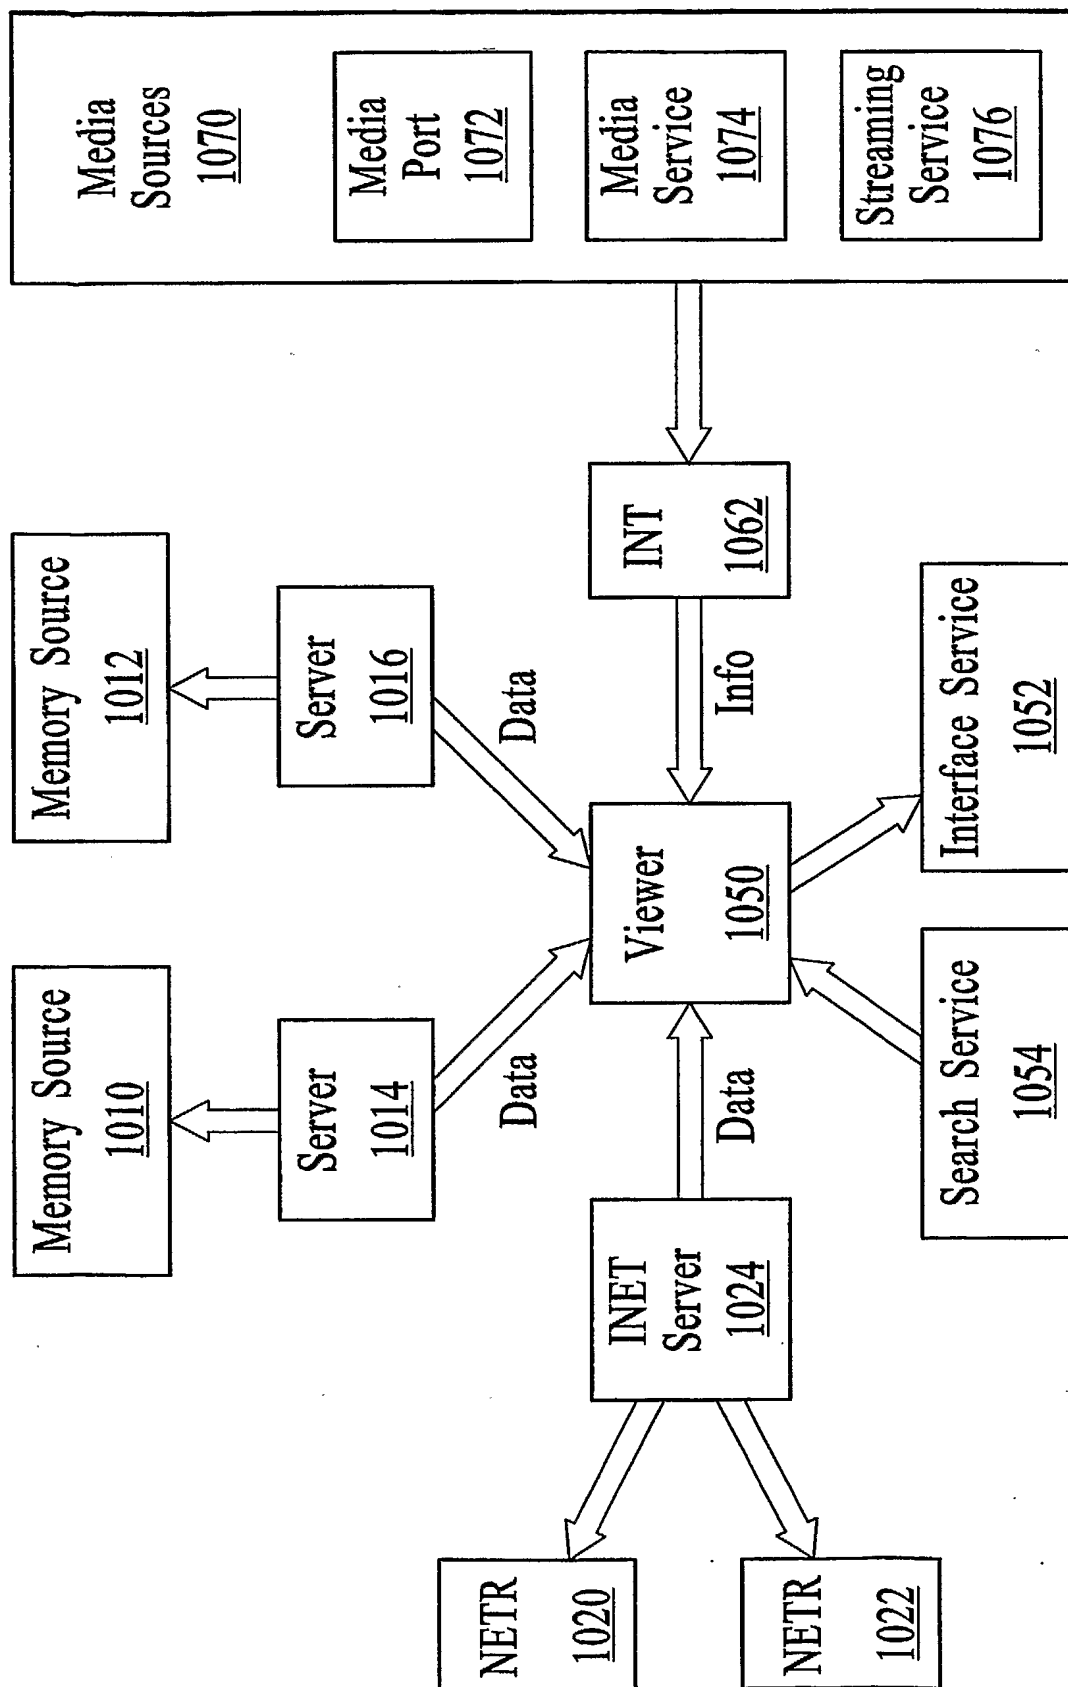 Memory Source
1010
Memory Source
1012
Media
Sources
1070
Server
1014
Server
1016
Media
Port
1072
Data
Data
NETR
1020
INET
Server
1024
Data
Viewer
1050
Info
INT
1062
Media
Service
1074
NETR
1022
Search Service
1054
Interface Service
1052
Streaming
Service
1076